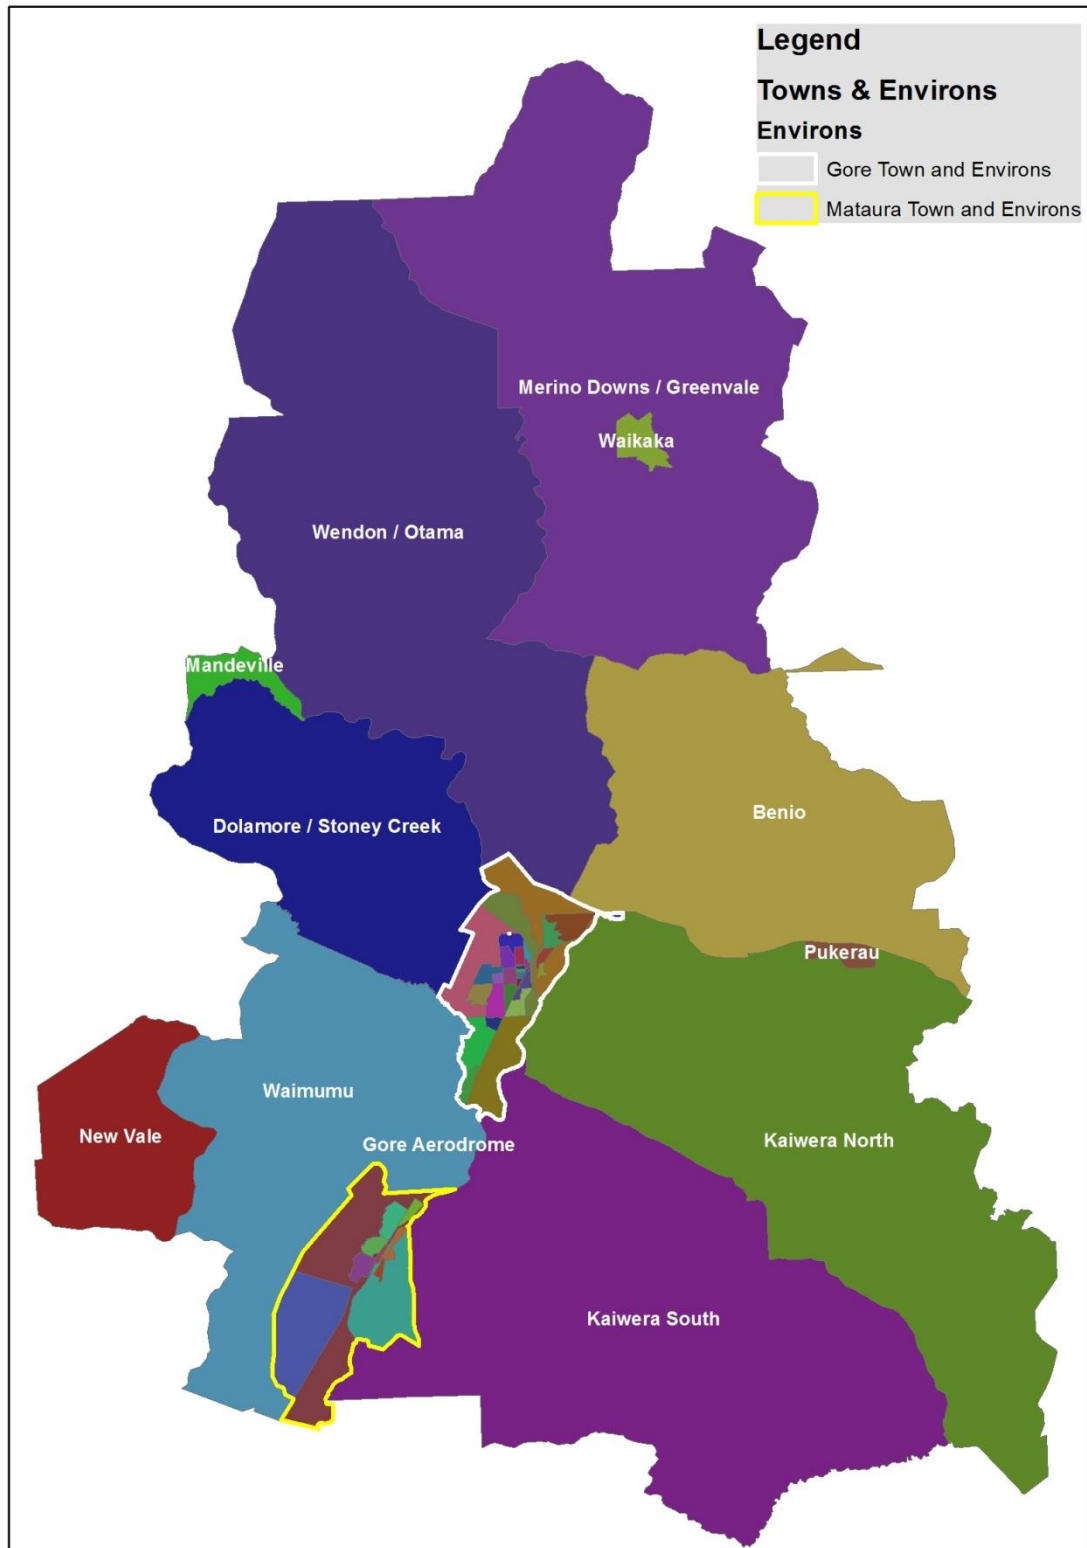 Legend
Towns & Environs
Environs
Gore Town and Environs
Mataura Town and Environs
Merino Downs / Greenvale
Waikaka
Wendon / Otama
Mandeville
Benio
Dolamore / Stoney Creek
Pukerau
Waimumu
New Vale
Gore Aerodrome
Kaiwera North
Kaiwera South